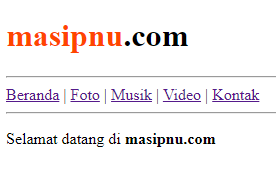 masipnu.com
Beranda | Foto | Musik | Video | Kontak
Selamat datang di masipnu.com